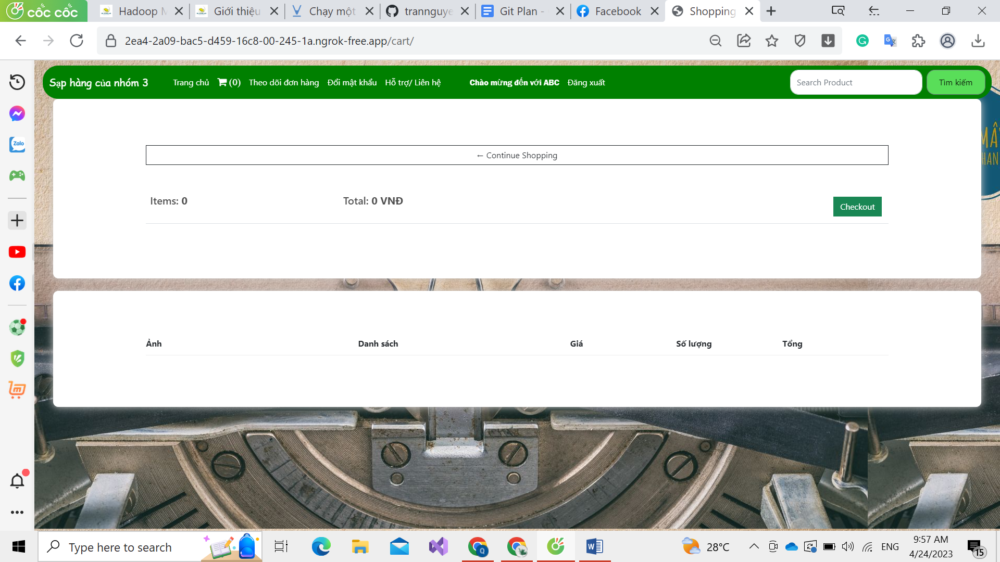 cốc cốc
Hadoop M
Giới thiệu
Chạy một
trannguye
Git Plan -
Facebook
Shopping
2ea4-2a09-bac5-d459-16c8-00-245-1a.ngrok-free.app/cart/
Sạp hàng của nhóm 3
Trang chủ
(0)
Theo dõi đơn hàng
Đổi mật khẩu
Hỗ trợ/ Liên hệ
Chào mừng đến với ABC
Đăng xuất
Search Product
Tìm kiếm
Zalo
← Continue Shopping
Items: 0
Total: 0 VNĐ
Checkout
Ảnh
Danh sách
Giá
Số lượng
Tổng
Type here to search
28°C
ENG
9:57 AM
4/24/2023
15